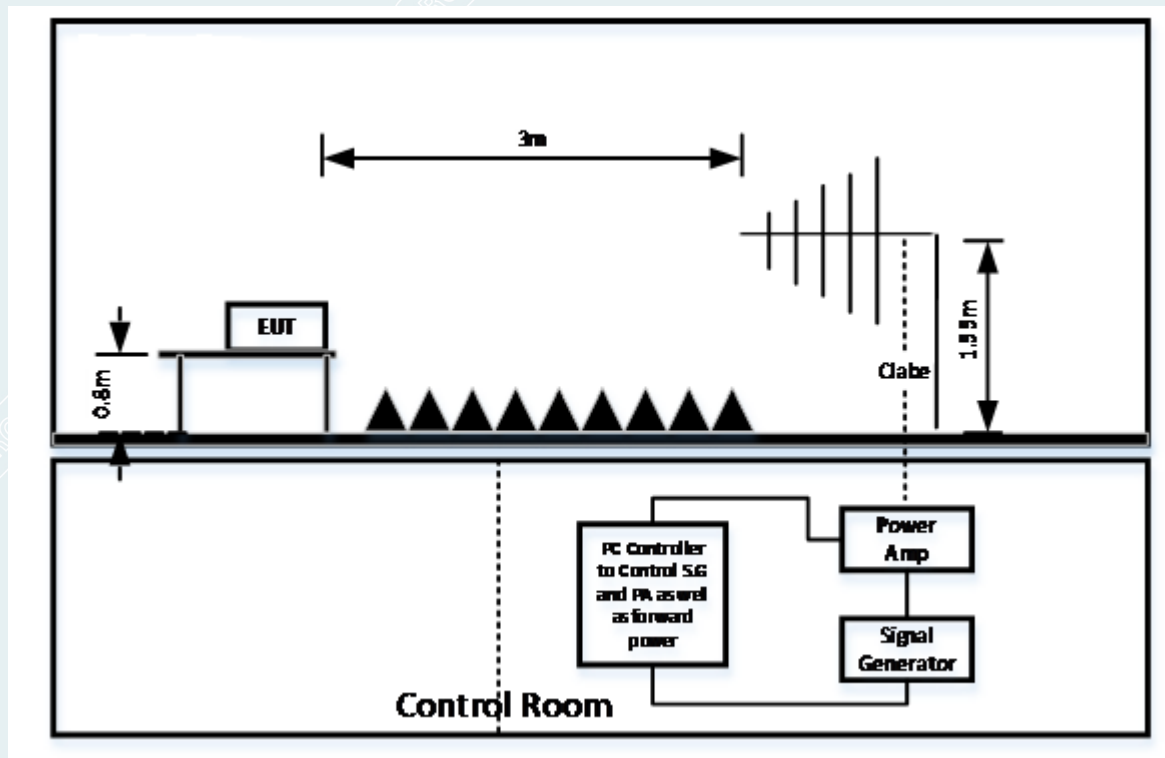 3m
EUT
0.8m
1.55m
Clabe
PC Controller
to Control S.G
and PA as well
as forward
power
Power
Amp
Signal
Generator
Control Room